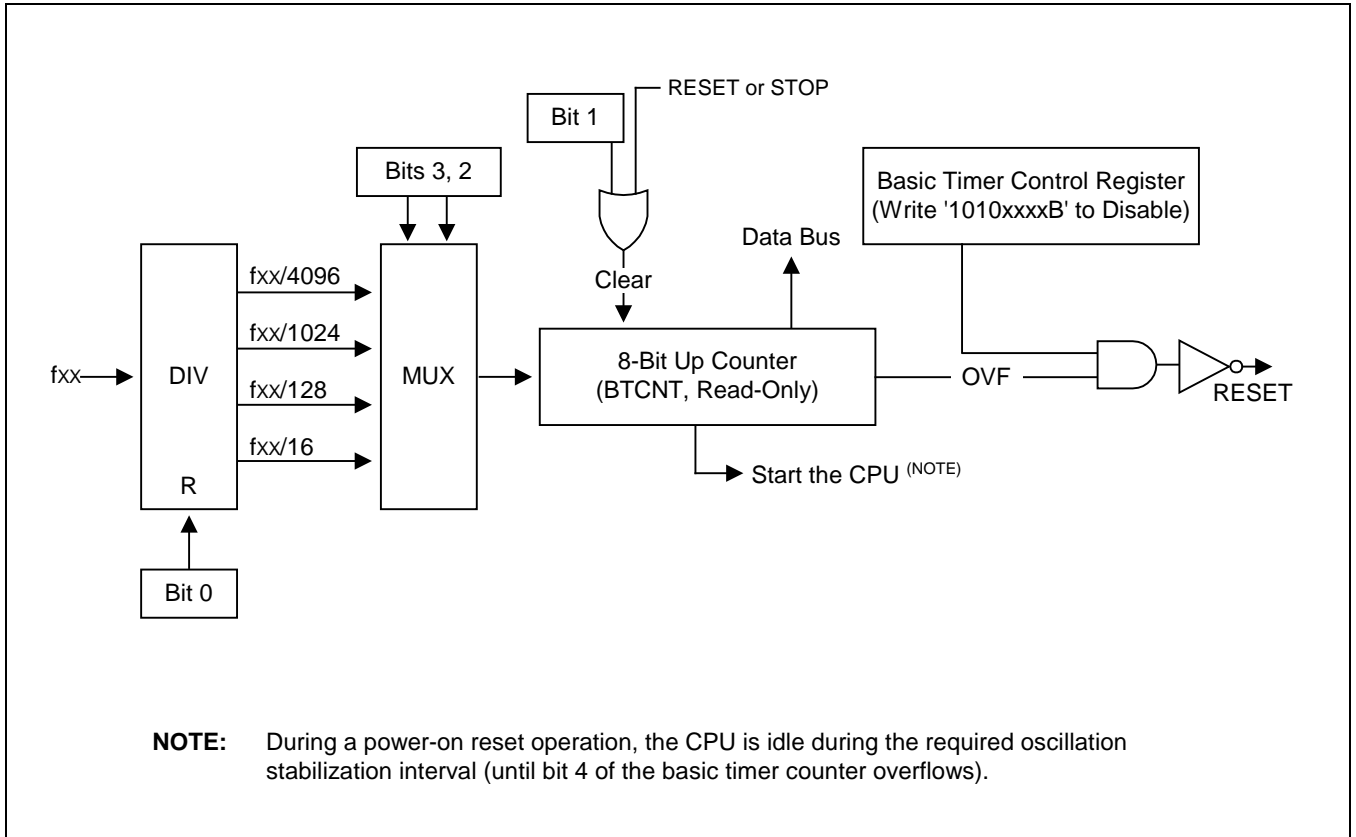 RESET or STOP
Bit 1
Bits 3, 2
Basic Timer Control Register
(Write '1010xxxxB' to Disable)
Data Bus
Clear
fxx/4096
fxx/1024
fxx/128
fxx/16
fxx
DIV
R
MUX
8-Bit Up Counter
(BTCNT, Read-Only)
OVF
RESET
Start the CPU (NOTE)
Bit 0
NOTE: During a power-on reset operation, the CPU is idle during the required oscillation
stabilization interval (until bit 4 of the basic timer counter overflows).